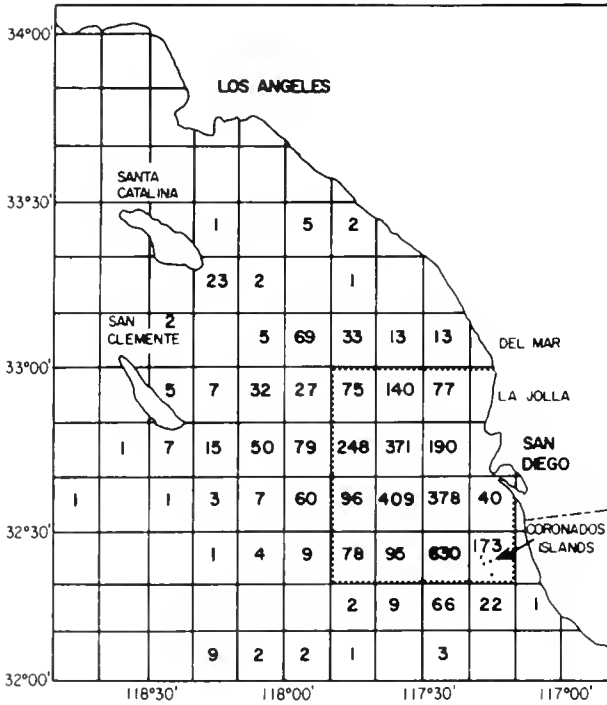 34°00'
LOS ANGELES
SANTA
CATALINA
33°30'
1 5 2
23 2 1
SAN 2
CLEMENTE
5 69 33 13 13
DEL MAR
33°00'
5 7 32 27 75 140 77
LA JOLLA
1 7 15 50 79 248 371 190
SAN
DIEGO
1 1 3 7 60 96 409 378 40
32°30'
CORONADOS
ISLANDS
1 4 9 78 95 630 173
2 9 66 22 1
9 2 2 1 3
32°00'
118°30' 118°00' 117°30' 117°00'